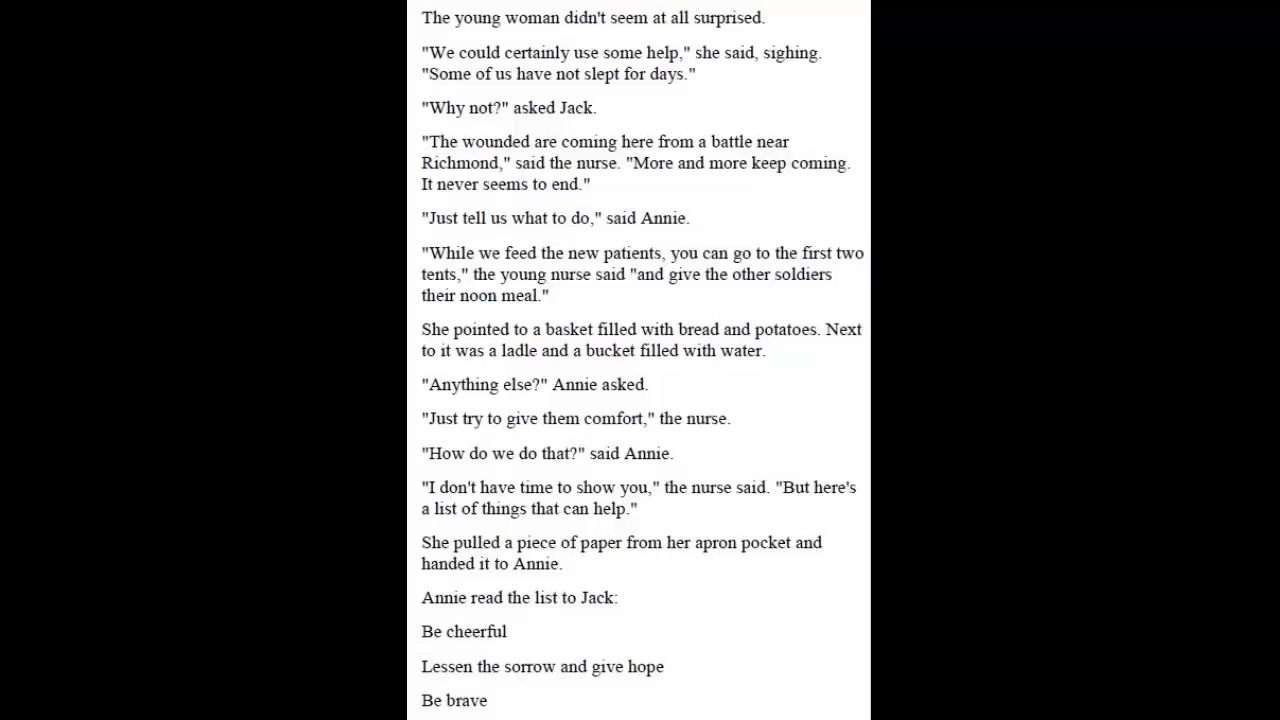 The young woman didn't seem at all surprised.
"We could certainly use some help," she said, sighing.
"Some of us have not slept for days."
"Why not?" asked Jack.
"The wounded are coming here from a battle near
Richmond," said the nurse. "More and more keep coming.
It never seems to end."
"Just tell us what to do," said Annie.
"While we feed the new patients, you can go to the first two
tents," the young nurse said "and give the other soldiers
their noon meal."
She pointed to a basket filled with bread and potatoes. Next
to it was a ladle and a bucket filled with water.
"Anything else?" Annie asked.
"Just try to give them comfort," the nurse.
"How do we do that?" said Annie.
"I don't have time to show you," the nurse said. "But here's
a list of things that can help."
She pulled a piece of paper from her apron pocket and
handed it to Annie.
Annie read the list to Jack:
Be cheerful
Lessen the sorrow and give hope
Be brave